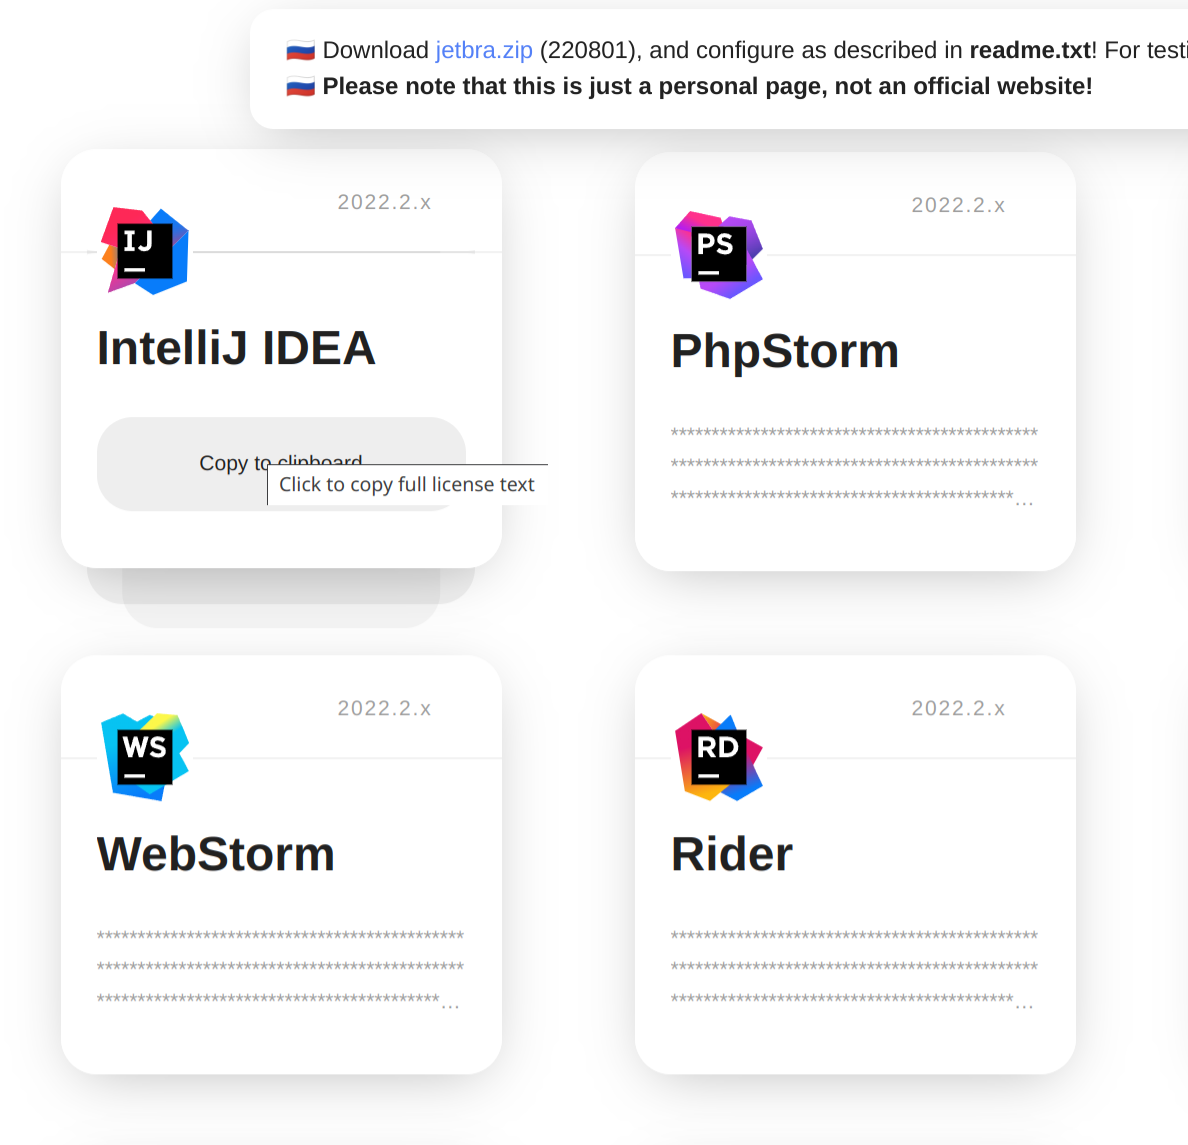 Download jetbra.zip (220801), and configure as described in readme.txt! For testi
Please note that this is just a personal page, not an official website!
2022.2.x
IJ
IntelliJ IDEA
Copy to clipboard
Click to copy full license text
2022.2.x
PS
PhpStorm
*********************************************
*********************************************
******************************************...
2022.2.x
WS
WebStorm
*********************************************
*********************************************
******************************************...
2022.2.x
RD
Rider
*********************************************
*********************************************
******************************************...